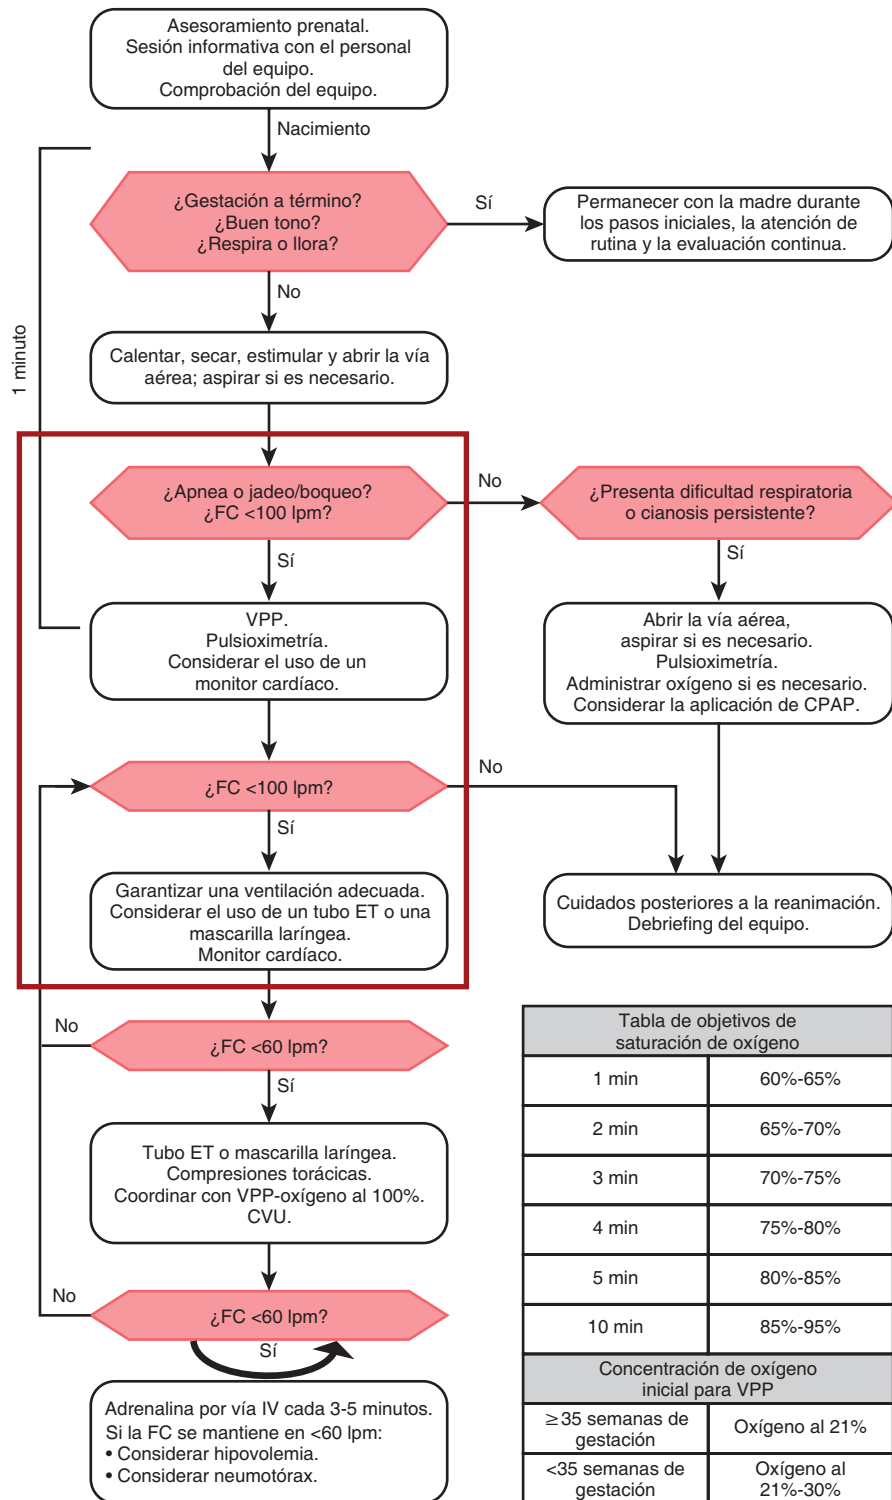 Asesoramiento prenatal.
Sesión informativa con el personal
del equipo.
Comprobación del equipo.
Nacimiento
1 minuto
¿Gestación a término?
¿Buen tono?
¿Respira o llora?
Sí
Permanecer con la madre durante
los pasos iniciales, la atención de
rutina y la evaluación continua.
No
Calentar, secar, estimular y abrir la vía
aérea; aspirar si es necesario.
¿Apnea o jadeo/boqueo?
¿FC <100 lpm?
No
¿Presenta dificultad respiratoria
o cianosis persistente?
Sí
Sí
VPP.
Pulsioximetría.
Considerar el uso de un
monitor cardíaco.
Abrir la vía aérea,
aspirar si es necesario.
Pulsioximetría.
Administrar oxígeno si es necesario.
Considerar la aplicación de CPAP.
¿FC <100 lpm?
No
Sí
Garantizar una ventilación adecuada.
Considerar el uso de un tubo ET o una
mascarilla laríngea.
Monitor cardíaco.
Cuidados posteriores a la reanimación.
Debriefing del equipo.
No
¿FC <60 lpm?
Sí
Tubo ET o mascarilla laríngea.
Compresiones torácicas.
Coordinar con VPP-oxígeno al 100%.
CVU.
No
¿FC <60 lpm?
Sí
Adrenalina por vía IV cada 3-5 minutos.
Si la FC se mantiene en <60 lpm:
• Considerar hipovolemia.
• Considerar neumotórax.
Tabla de objetivos de
saturación de oxígeno
1 min 60%-65%
2 min 65%-70%
3 min 70%-75%
4 min 75%-80%
5 min 80%-85%
10 min 85%-95%
Concentración de oxígeno
inicial para VPP
≥35 semanas de
gestación
Oxígeno al 21%
<35 semanas de
gestación
Oxígeno al
21%-30%